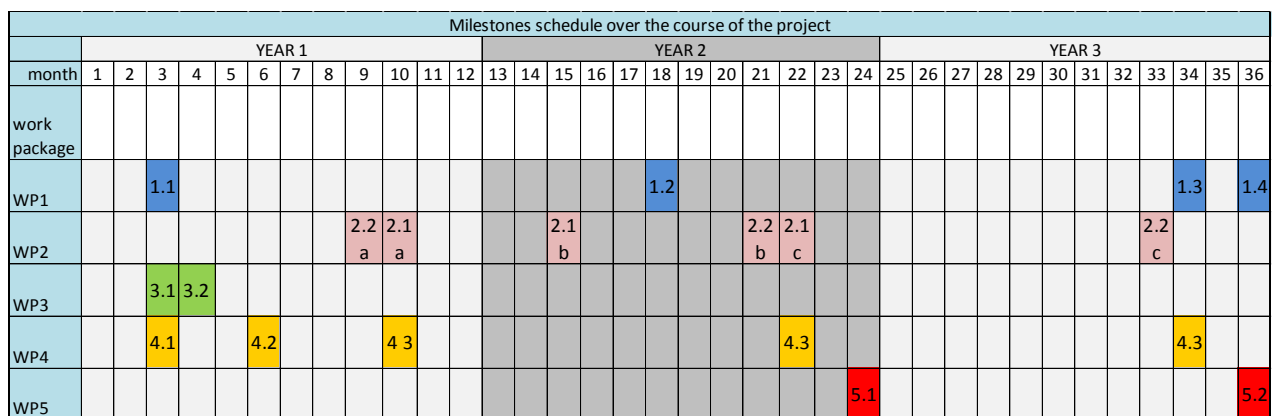 Milestones schedule over the course of the project
YEAR 1 YEAR 2 YEAR 3
month 1 2 3 4 5 6 7 8 9 10 11 12 13 14 15 16 17 18 19 20 21 22 23 24 25 26 27 28 29 30 31 32 33 34 35 36
work
package
WP1 1.1 1.2 1.3 1.4
2.2 2.1 2.1 2.2 2.1 2.2
WP2 a a b b c c
WP3 3.1 3.2
WP4 4.1 4.2 4 3 4.3 4.3
WP5 5.1 5.2